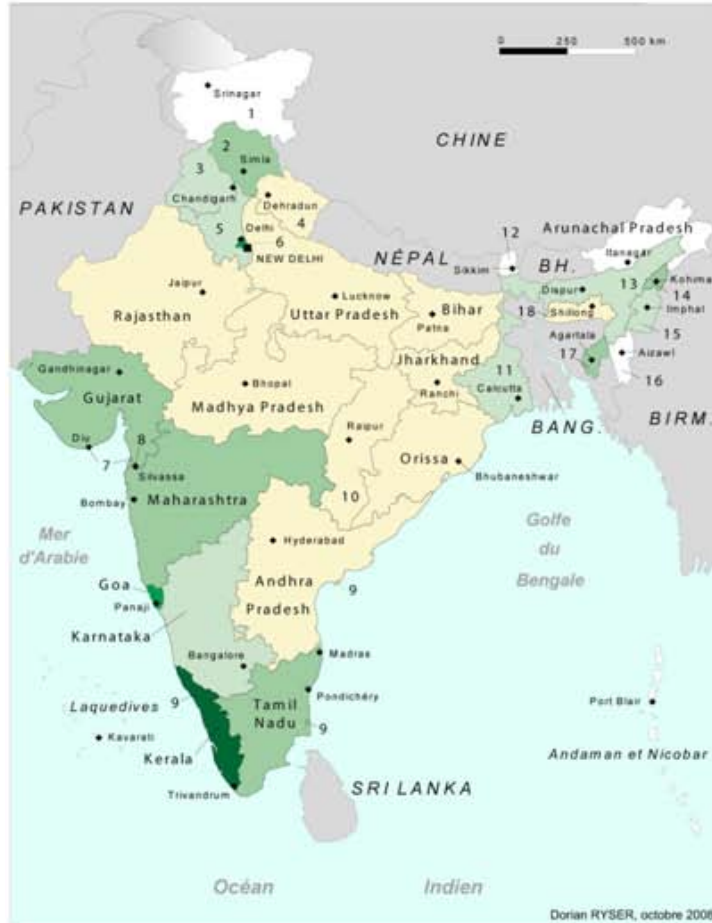 0 250 500 km
Srinagar
1
CHINE
2
3
Simla
Chandigarh
Dehradun
PAKISTAN
4
5
Delhi
6
NEW DELHI
12
Arunachal Pradesh
Itanagar
NÉPAL
BH.
Sikkim
Kohima
Jaipur
Lucknow
Dispur
13
14
Rajasthan
Uttar Pradesh
Bihar
Patna
18
Shillong
Imphal
Agartala
15
Jharkhand
17
Aizawl
Gandhinagar
11
Gujarat
Bhopal
Ranchi
Calcutta
16
Madhya Pradesh
BANG.
BIRM.
Diu
8
Raipur
7
Silvassa
Orissa
Bhubaneshwar
Bombay
Maharashtra
10
Mer
d'Arabie
Golfe
du
Bengale
Hyderabad
Goa
Andhra
Pradesh
9
Panaji
Karnataka
Bangalore
Madras
Laquedives
9
Pondichéry
Tamil
Nadu
9
Port Blair
Kavarati
Kerala
Andaman et Nicobar
Trivandrum
SRI LANKA
Océan Indien
Dorian RYSER, octobre 2008